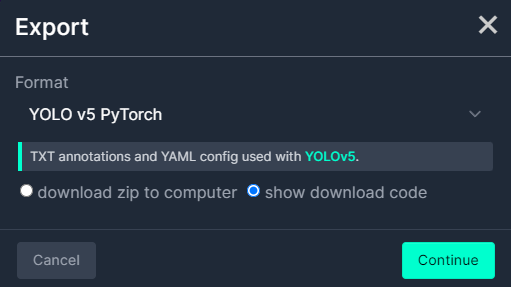 Export
Format
YOLO v5 PyTorch
TXT annotations and YAML config used with YOLOv5.
download zip to computer show download code
Cancel Continue